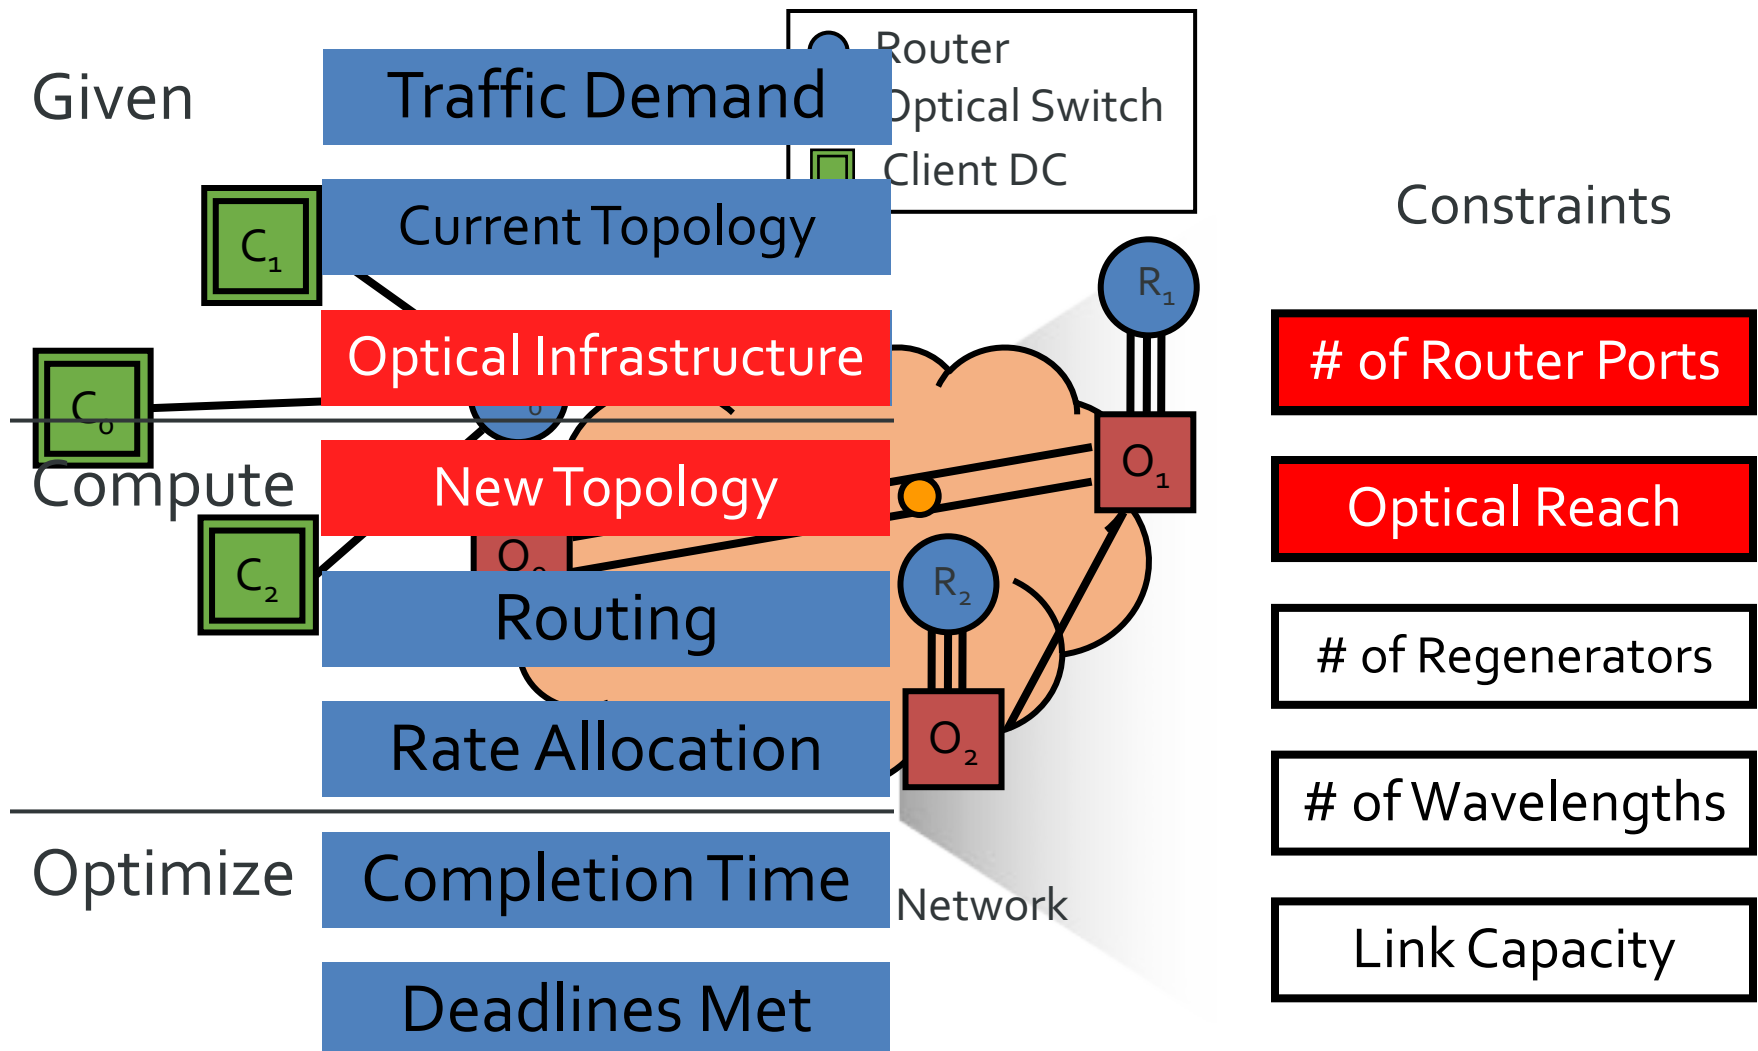 Router
Given
Traffic Demand
Optical Switch
Client DC
Constraints
Current Topology
C1
R1
Optical Infrastructure
# of Router Ports
C0
0
O1
Compute
New Topology
Optical Reach
O0
C2
R2
Routing
# of Regenerators
O2
Rate Allocation
# of Wavelengths
Optimize
Completion Time
Network
Link Capacity
Deadlines Met